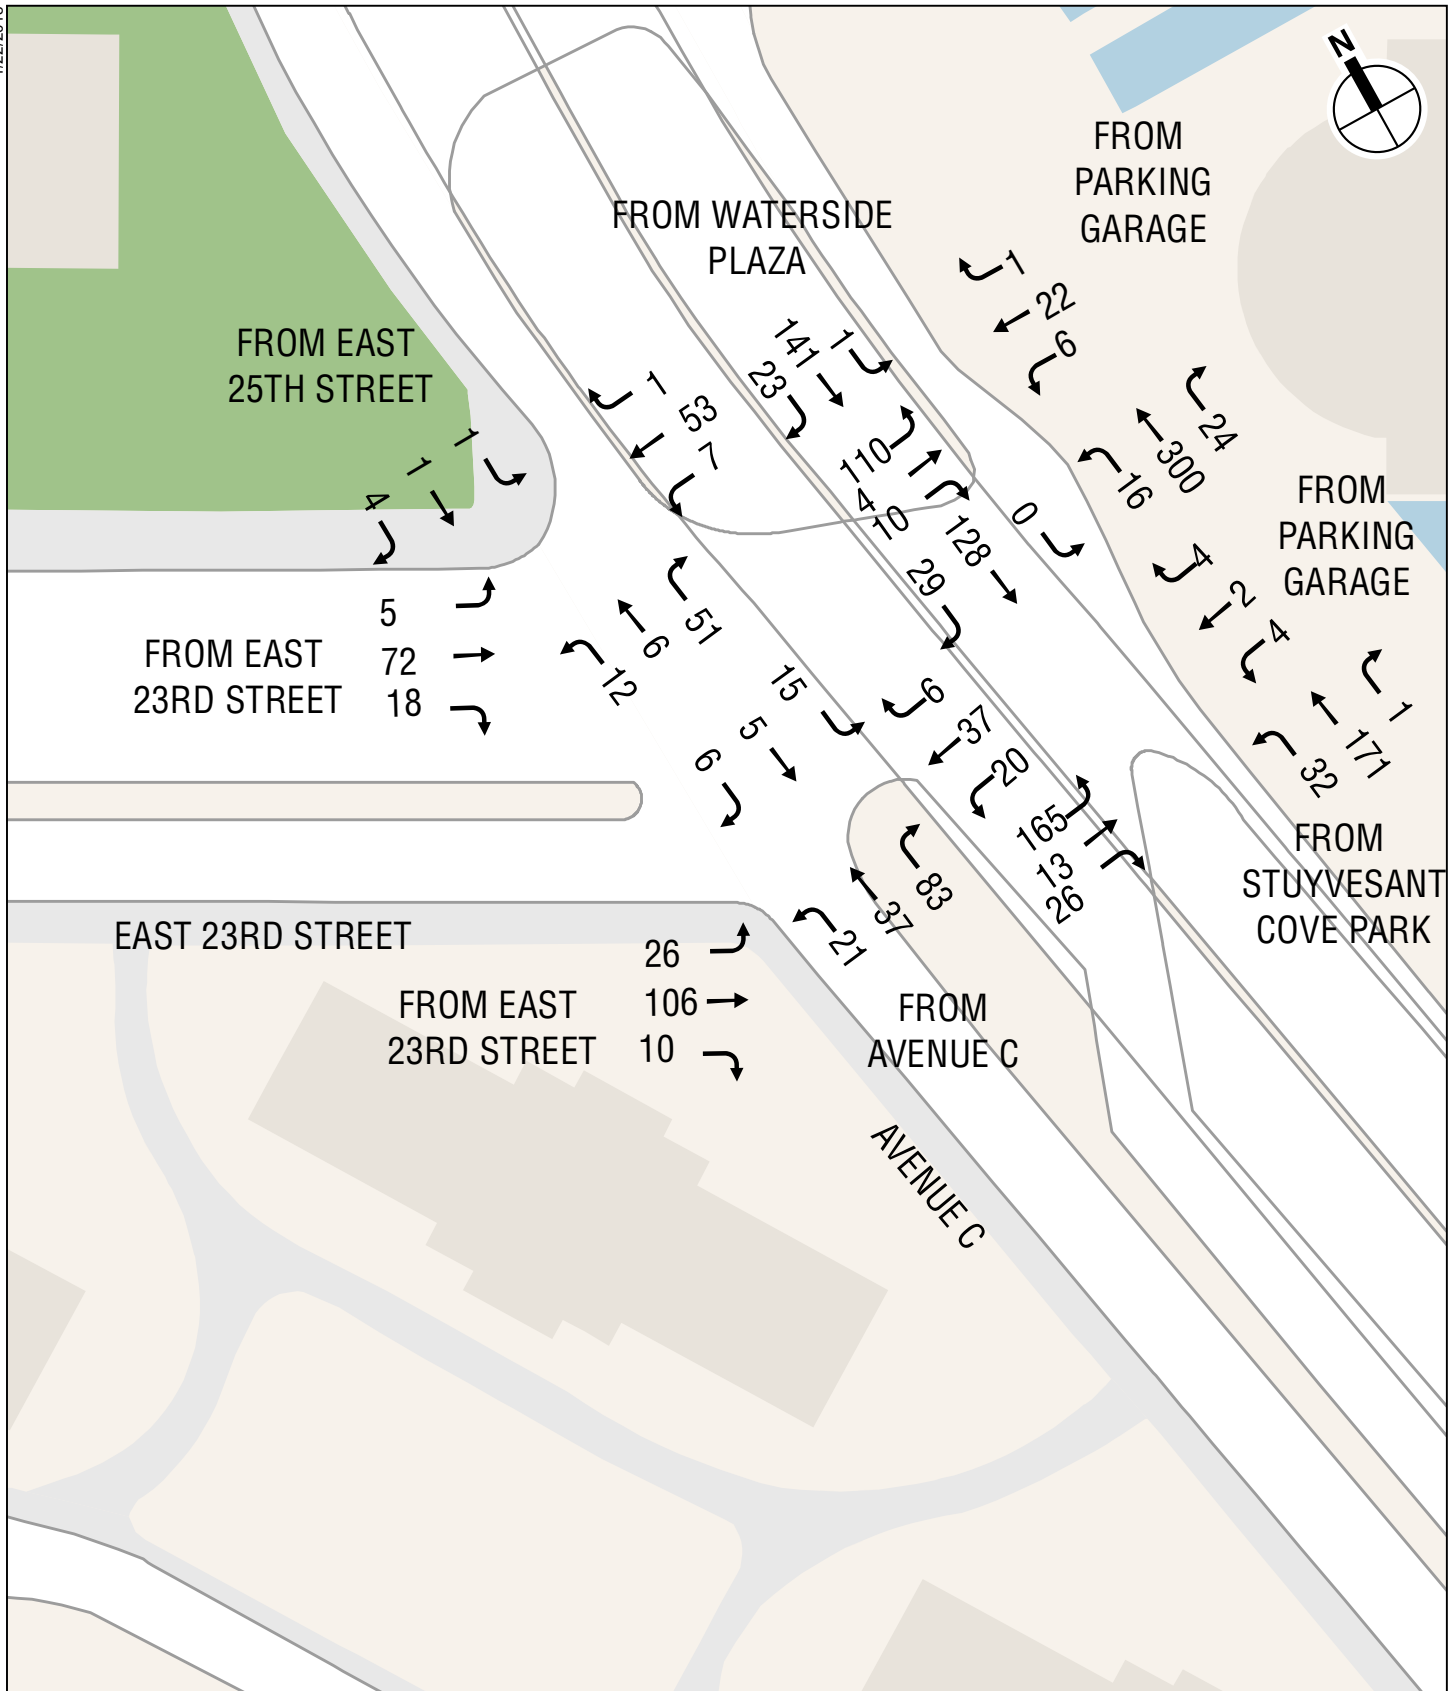 N
FROM
PARKING
GARAGE
FROM WATERSIDE
PLAZA
1
22
6
FROM EAST
25TH STREET
1
1
4
1
53
7
1
141
23
110
4
10
24
300
16
FROM
PARKING
GARAGE
0
128
29
4
2
4
5
FROM EAST
23RD STREET
72
18
51
6
12
15
5
6
6
37
20
1
171
32
165
13
26
FROM
STUYVESANT
COVE PARK
83
37
21
EAST 23RD STREET
26
FROM EAST
23RD STREET
106
10
FROM
AVENUE C
AVENUE C